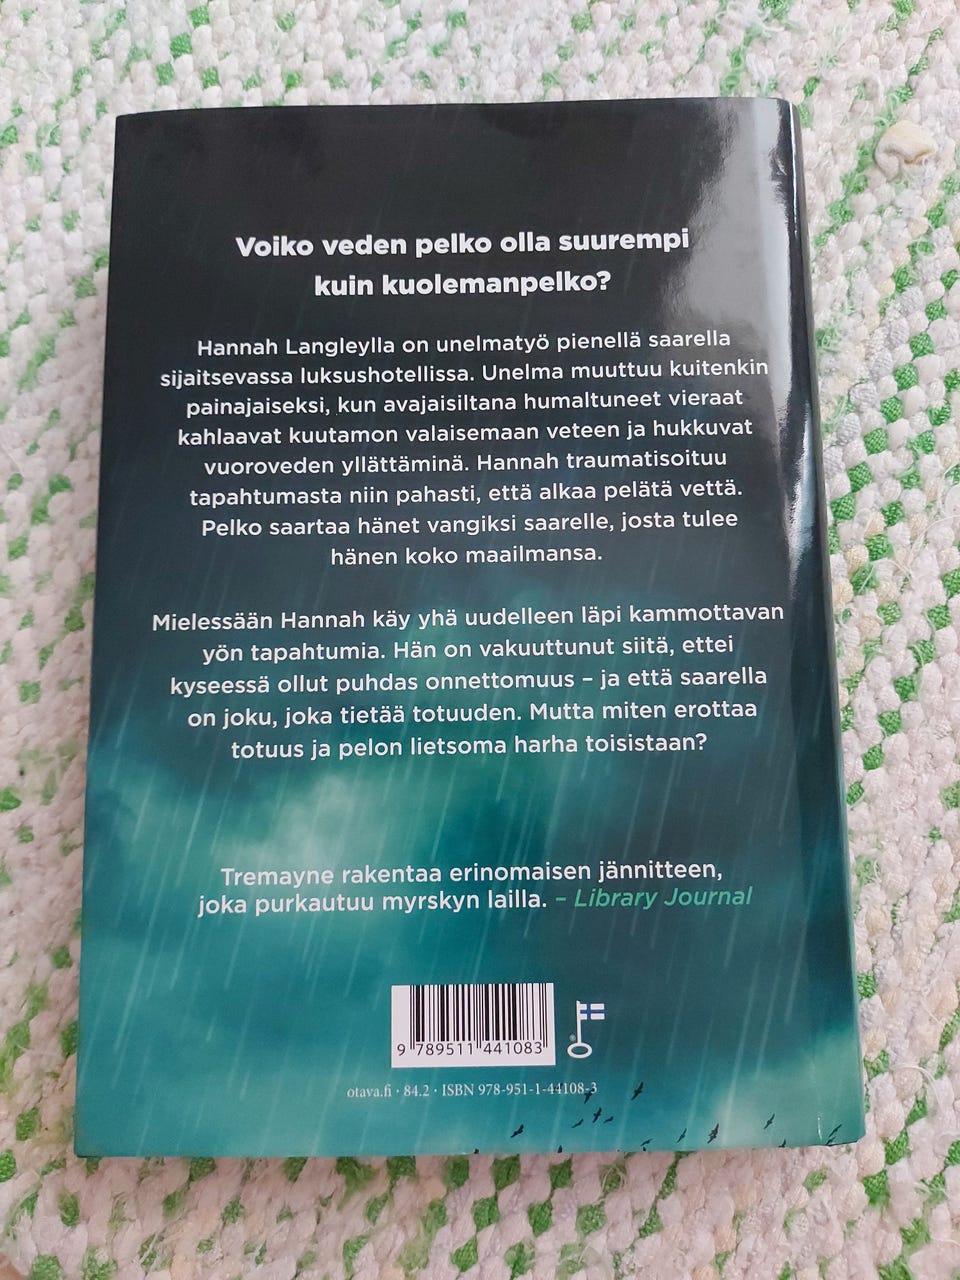 Voiko veden pelko olla suurempi
kuin kuolemanpelko?
Hannah Langleylla on unelmatyö pienellä saarella
sijaitsevassa luksushotellissa. Unelma muuttuu kuitenkin
painajaiseksi, kun avajaisiltana humaltuneet vieraat
kahlaavat kuutamon valaisemaan veteen ja hukkuvat
vuoroveden yllättäminä. Hannah traumatisoituu
tapahtumasta niin pahasti, että alkaa pelätä vettä.
Pelko saartaa hänet vangiksi saarelle, josta tulee
hänen koko maailmansa.
Mielessään Hannah käy yhä uudelleen läpi kammottavan
yön tapahtumia. Hän on vakuuttunut siitä, ettei
kyseessä ollut puhdas onnettomuus – ja että saarella
on joku, joka tietää totuuden. Mutta miten erottaa
totuus ja pelon lietsoma harha toisistaan?
Tremayne rakentaa erinomaisen jännitteen,
joka purkautuu myrskyn lailla. – Library Journal
9 789511 441083
otava.fi · 84.2 · ISBN 978-951-1-44108-3